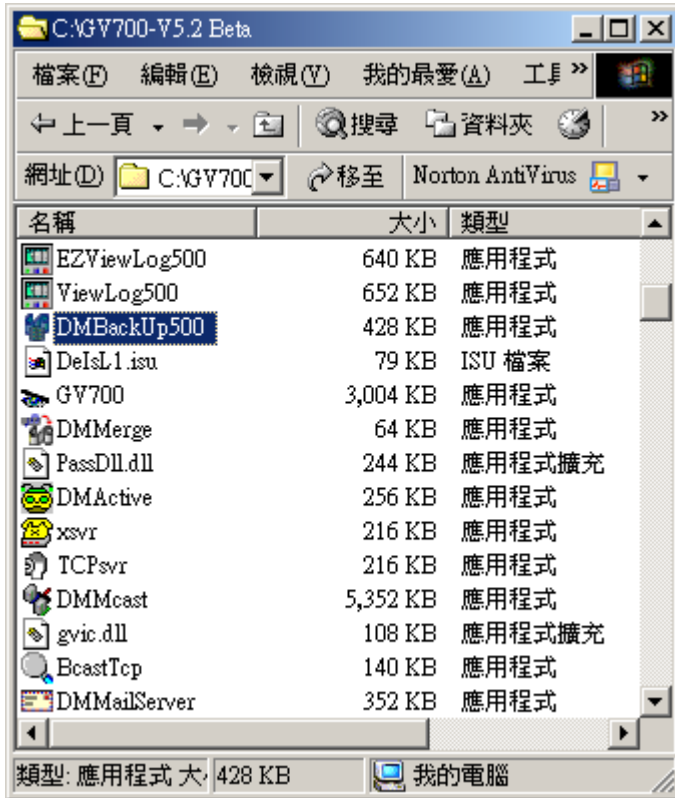 C:\GV700-V5.2 Beta
檔案(F) 編輯(E) 檢視(V) 我的最愛(A) 工具 »
上一頁 搜尋 資料夾 »
網址(D) C:\GV700 移至 Norton AntiVirus
名稱 大小 類型
EZViewLog500 640 KB 應用程式
ViewLog500 652 KB 應用程式
DMBackUp500 428 KB 應用程式
DeIsL1.isu 79 KB ISU 檔案
GV700 3,004 KB 應用程式
DMMerge 64 KB 應用程式
PassDll.dll 244 KB 應用程式擴充
DMActive 256 KB 應用程式
xsvr 216 KB 應用程式
TCPsvr 216 KB 應用程式
DMMcast 5,352 KB 應用程式
gvic.dll 108 KB 應用程式擴充
BcastTcp 140 KB 應用程式
DMMailServer 352 KB 應用程式
類型: 應用程式 大小 428 KB 我的電腦